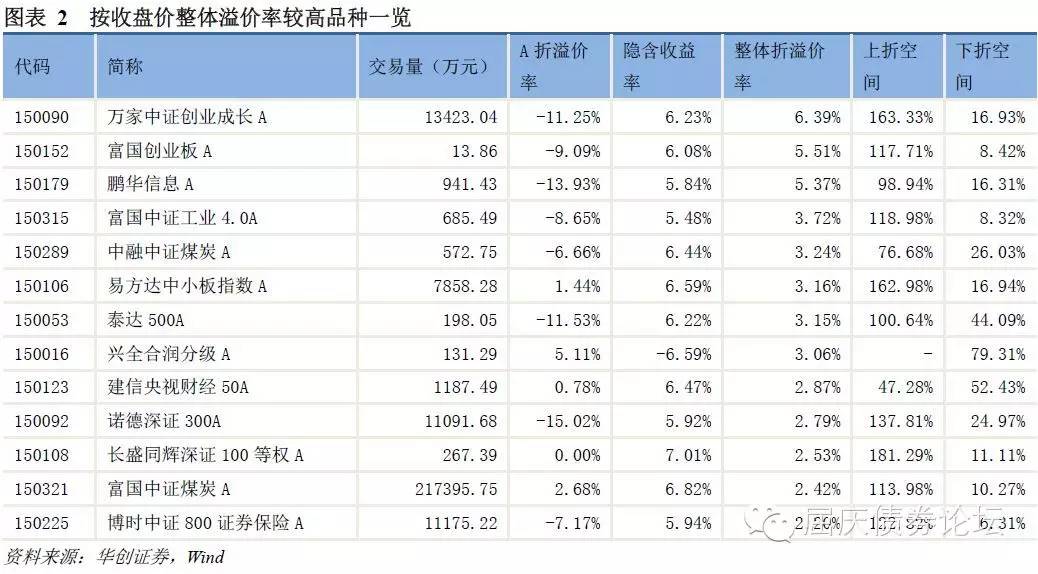 图表 2 按收盘价整体溢价率较高品种一览
代码 简称 交易量（万元） A 折溢价率 隐含收益率 整体折溢价率 上折空间 下折空间
150090 万家中证创业成长 A 13423.04 -11.25% 6.23% 6.39% 163.33% 16.93%
150152 富国创业板 A 13.86 -9.09% 6.08% 5.51% 117.71% 8.42%
150179 鹏华信息 A 941.43 -13.93% 5.84% 5.37% 98.94% 16.31%
150315 富国中证工业 4.0A 685.49 -8.65% 5.48% 3.72% 118.98% 8.32%
150289 中融中证煤炭 A 572.75 -6.66% 6.44% 3.24% 76.68% 26.03%
150106 易方达中小板指数 A 7858.28 1.44% 6.59% 3.16% 162.98% 16.94%
150053 泰达 500A 198.05 -11.53% 6.22% 3.15% 100.64% 44.09%
150016 兴全合润分级 A 131.29 5.11% -6.59% 3.06% - 79.31%
150123 建信央视财经 50A 1187.49 0.78% 6.47% 2.87% 47.28% 52.43%
150092 诺德深证 300A 11091.68 -15.02% 5.92% 2.79% 137.81% 24.97%
150108 长盛同辉深证 100 等权 A 267.39 0.00% 7.01% 2.53% 181.29% 11.11%
150321 富国中证煤炭 A 217395.75 2.68% 6.82% 2.42% 113.98% 10.27%
150225 博时中证 800 证券保险 A 11175.22 -7.17% 5.94%
屈庆债券论坛
资料来源：华创证券，Wind